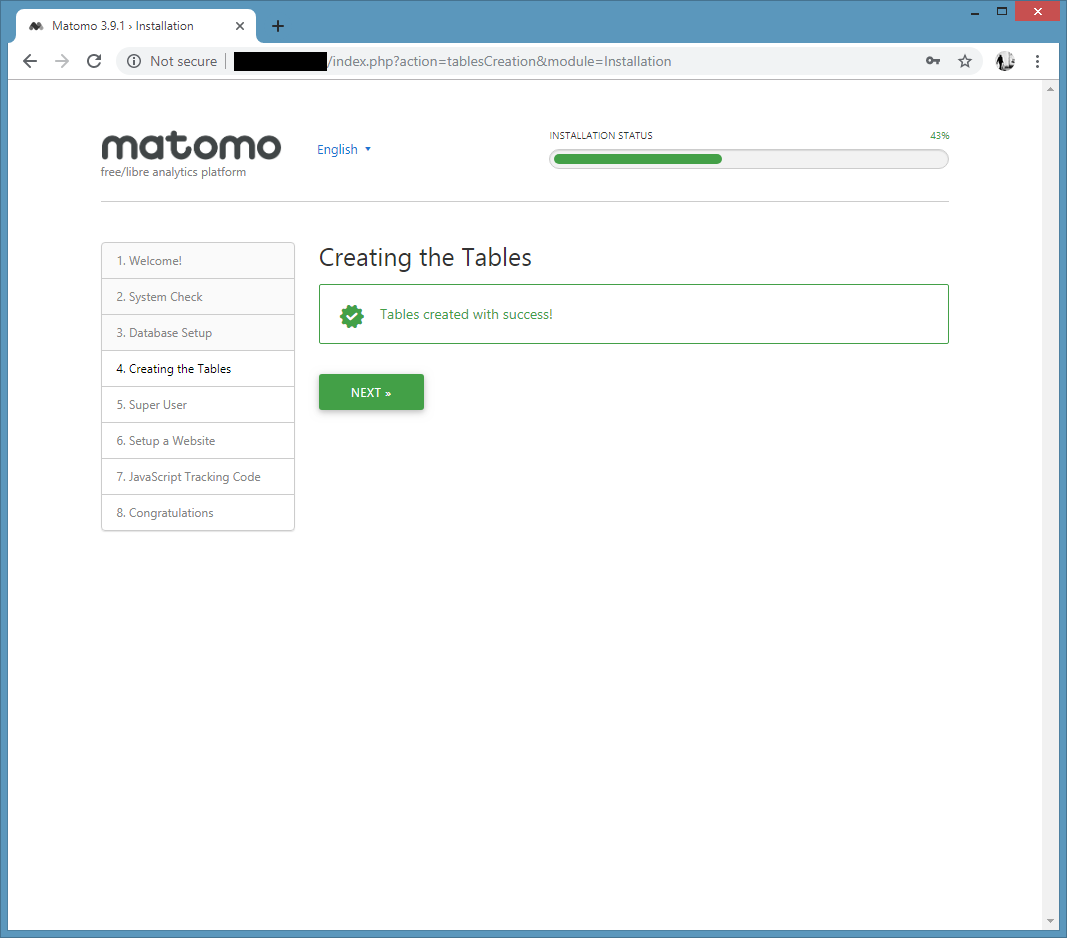 Matomo 3.9.1 › Installation
Not secure
/index.php?action=tablesCreation&module=Installation
matomo
free/libre analytics platform
English
INSTALLATION STATUS
43%
1. Welcome!
2. System Check
3. Database Setup
4. Creating the Tables
5. Super User
6. Setup a Website
7. JavaScript Tracking Code
8. Congratulations
Creating the Tables
Tables created with success!
NEXT »